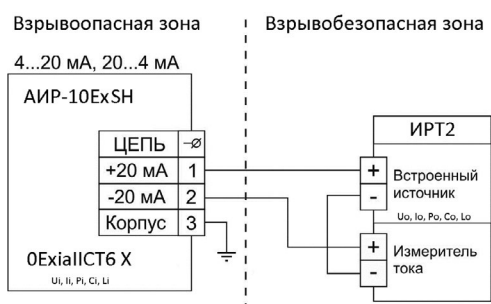 Взрывоопасная зона
Взрывобезопасная зона
4...20 мА, 20...4 мА
АИР-10ExSH
ЦЕПЬ
+20 мА 1
-20 мА 2
Корпус 3
0ExiaIICT6 X
Ui, Ii, Pi, Ci, Li
ИРТ2
+
Встроенный
-
источник
Uo, Io, Po, Co, Lo
+
Измеритель
-
тока